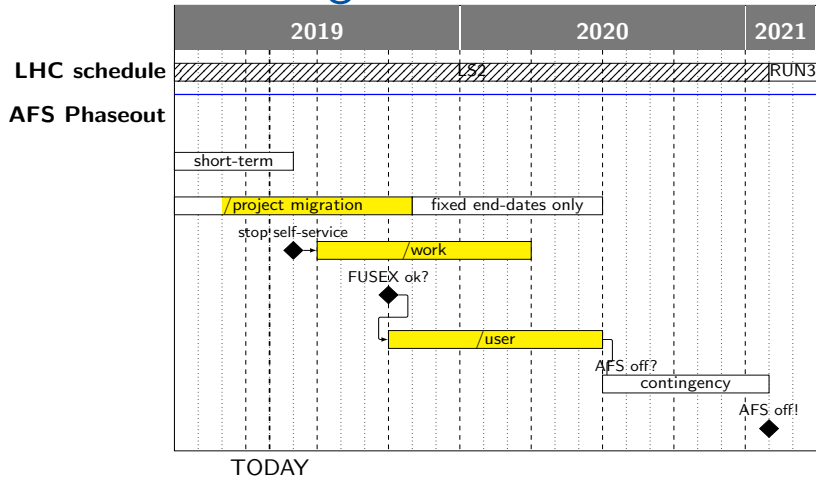 2019 2020 2021
LHC schedule LS2 RUN3
AFS Phaseout
short-term
/project migration fixed end-dates only
stop self-service
/work
FUSEX ok?
/user
AFS off?
contingency
AFS off!
TODAY